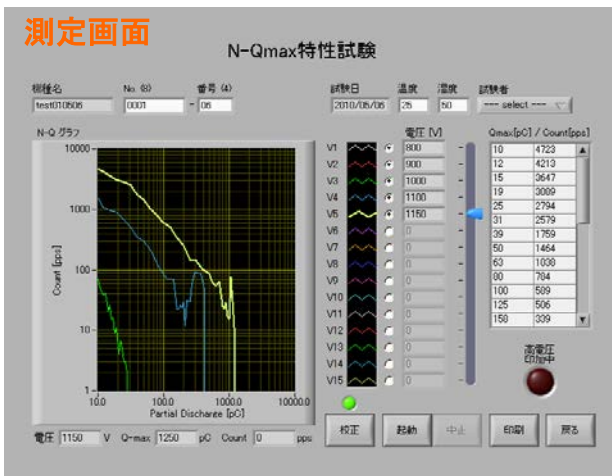 測定画面
N-Qmax特性試験
機種名 No (8) 番号 (4) 試験日 温度 湿度 試験者
test010506 0001 - 06 2010/05/06 25 50 --- select ---
N-Q グラフ 電圧 [V] Qmax[pC] / Count[pps]
V1 800
V2 900
V3 1000
V4 1100
V5 1150
V6 0
V7 0
V8 0
V9 0
V10 0
V11 0
V12 0
V13 0
V14 0
V15 0
10 4723
12 4213
15 3647
19 3089
25 2794
31 2579
39 1759
50 1464
63 1038
80 784
100 589
125 506
158 339
Count [pps]
10000
1000
100
10
1
10.0 100.0 1000.0 10000.0
Partial Discharge [pC]
高電圧
印加中
電圧 1150 V Q-max 1250 pC Count 0 pps
校正 起動 中止 印刷 戻る